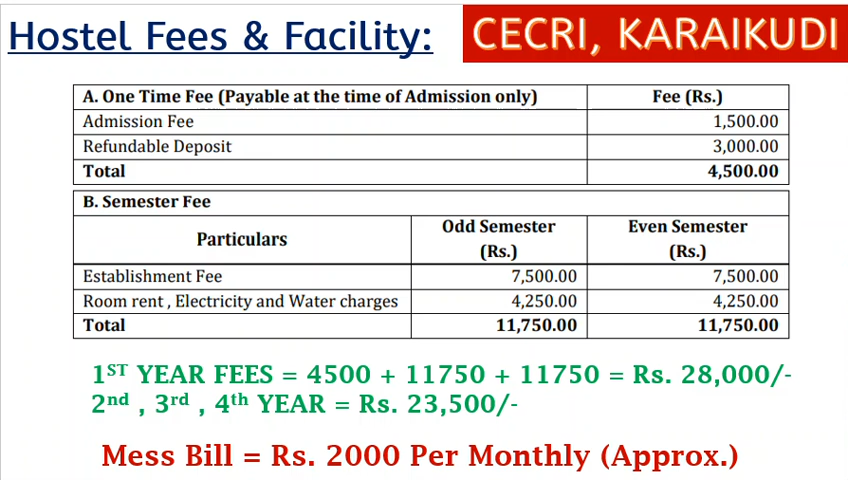 Hostel Fees & Facility: CECRI, KARAIKUDI
A. One Time Fee (Payable at the time of Admission only) Fee (Rs.)
Admission Fee 1,500.00
Refundable Deposit 3,000.00
Total 4,500.00
B. Semester Fee
Particulars Odd Semester (Rs.) Even Semester (Rs.)
Establishment Fee 7,500.00 7,500.00
Room rent , Electricity and Water charges 4,250.00 4,250.00
Total 11,750.00 11,750.00
1ST YEAR FEES = 4500 + 11750 + 11750 = Rs. 28,000/-
2nd , 3rd , 4th YEAR = Rs. 23,500/-
Mess Bill = Rs. 2000 Per Monthly (Approx.)